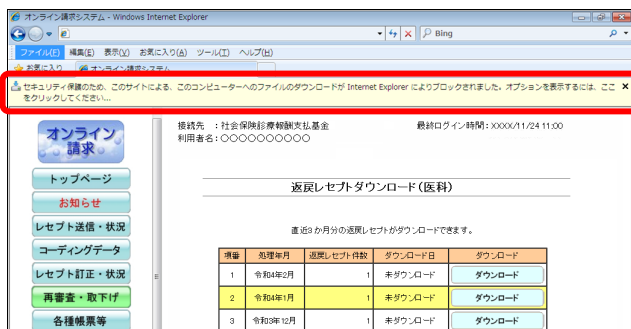 オンライン請求システム - Windows Internet Explorer
Bing
ファイル(F) 編集(E) 表示(V) お気に入り(A) ツール(T) ヘルプ(H)
お気に入り オンライン請求システム
セキュリティ保護のため、このサイトによる、このコンピューターへのファイルのダウンロードが Internet Explorer によりブロックされました。オプションを表示するには、ここ
をクリックしてください...
オンライン
請求
接続先 :社会保険診療報酬支払基金 最終ログイン時間:XXXX/11/24 11:00
利用者名:〇〇〇〇〇〇〇〇〇〇
トップページ
お知らせ
レセプト送信・状況
コーディングデータ
レセプト訂正・状況
再審査・取下げ
各種帳票等
返戻レセプトダウンロード(医科)
直近3か月分の返戻レセプトがダウンロードできます。
項番 処理年月 返戻レセプト件数 ダウンロード日 ダウンロード
1 令和4年2月 1 未ダウンロード ダウンロード
2 令和4年1月 1 未ダウンロード ダウンロード
3 令和3年12月 1 未ダウンロード ダウンロード